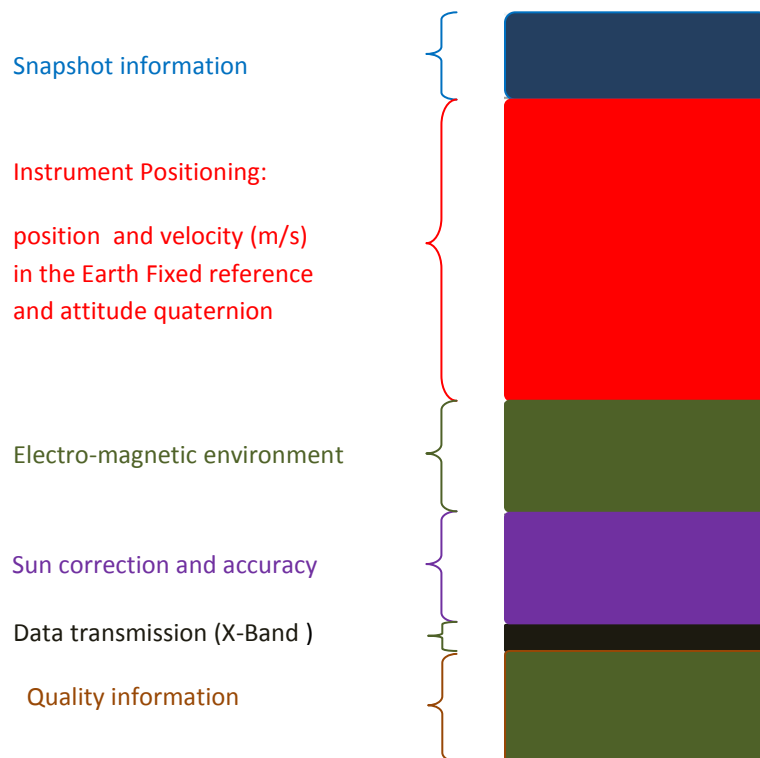 Snapshot information
Instrument Positioning:
position and velocity (m/s)
in the Earth Fixed reference
and attitude quaternion
Electro-magnetic environment
Sun correction and accuracy
Data transmission (X-Band )
Quality information